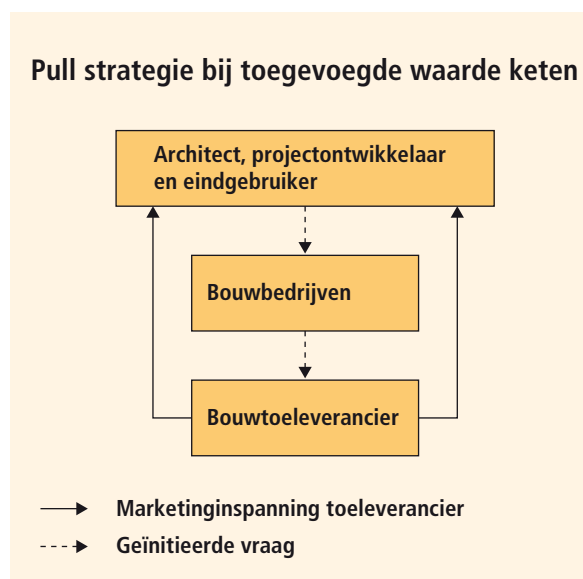 Pull strategie bij toegevoegde waarde keten
Architect, projectontwikkelaar
en eindgebruiker
Bouwbedrijven
Bouwtoeleverancier
Marketinginspanning toeleverancier
Geïnitieerde vraag